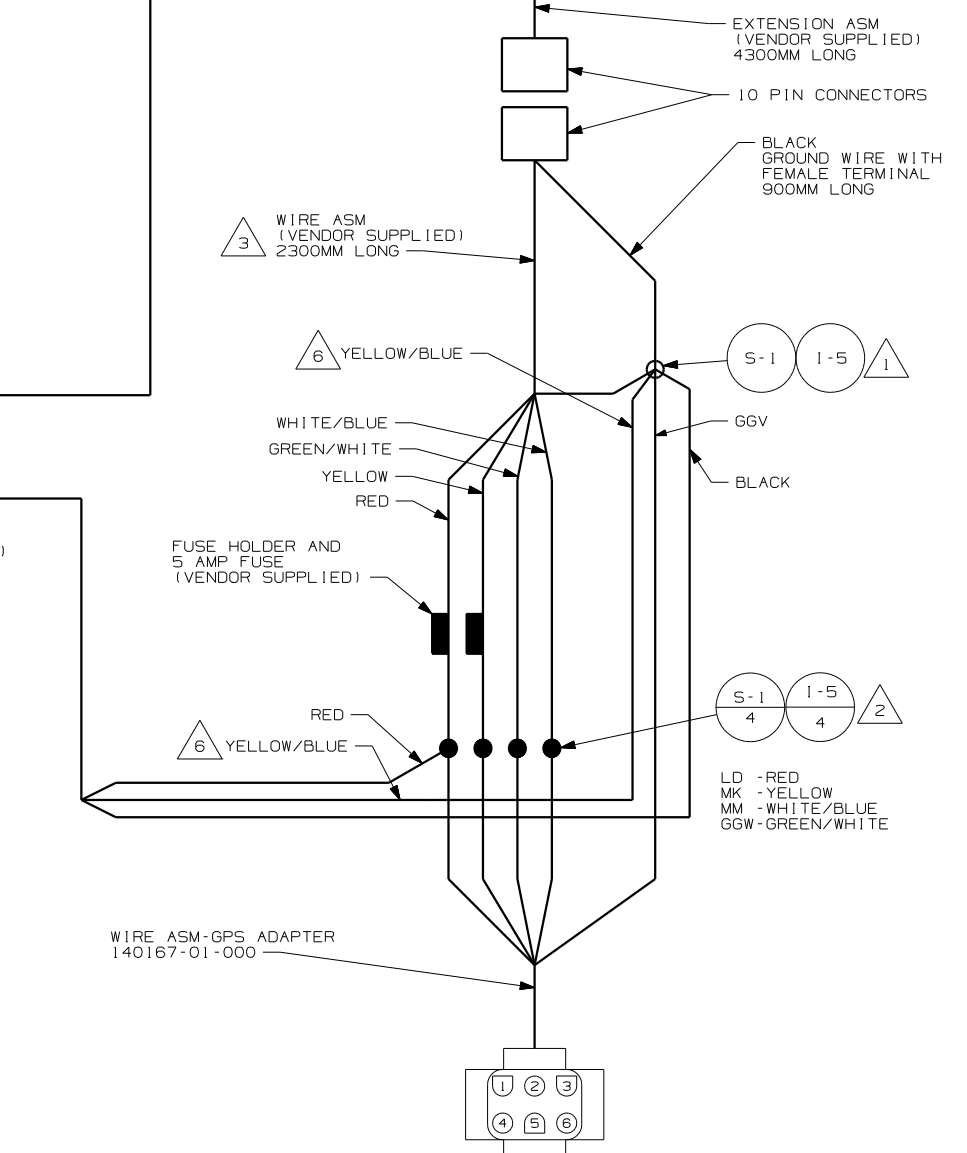 EXTENSION ASM
(VENDOR SUPPLIED)
4300MM LONG
10 PIN CONNECTORS
BLACK
GROUND WIRE WITH
FEMALE TERMINAL
900MM LONG
3
WIRE ASM
(VENDOR SUPPLIED)
2300MM LONG
6 YELLOW/BLUE
S-1 I-5 1
WHITE/BLUE
GGV
GREEN/WHITE
YELLOW
BLACK
RED
)
FUSE HOLDER AND
5 AMP FUSE
(VENDOR SUPPLIED)
S-1 I-5 2
4 4
RED
6 YELLOW/BLUE
LD -RED
MK -YELLOW
MM -WHITE/BLUE
GGW-GREEN/WHITE
WIRE ASM-GPS ADAPTER
140167-01-000
1 2 3
4 5 6